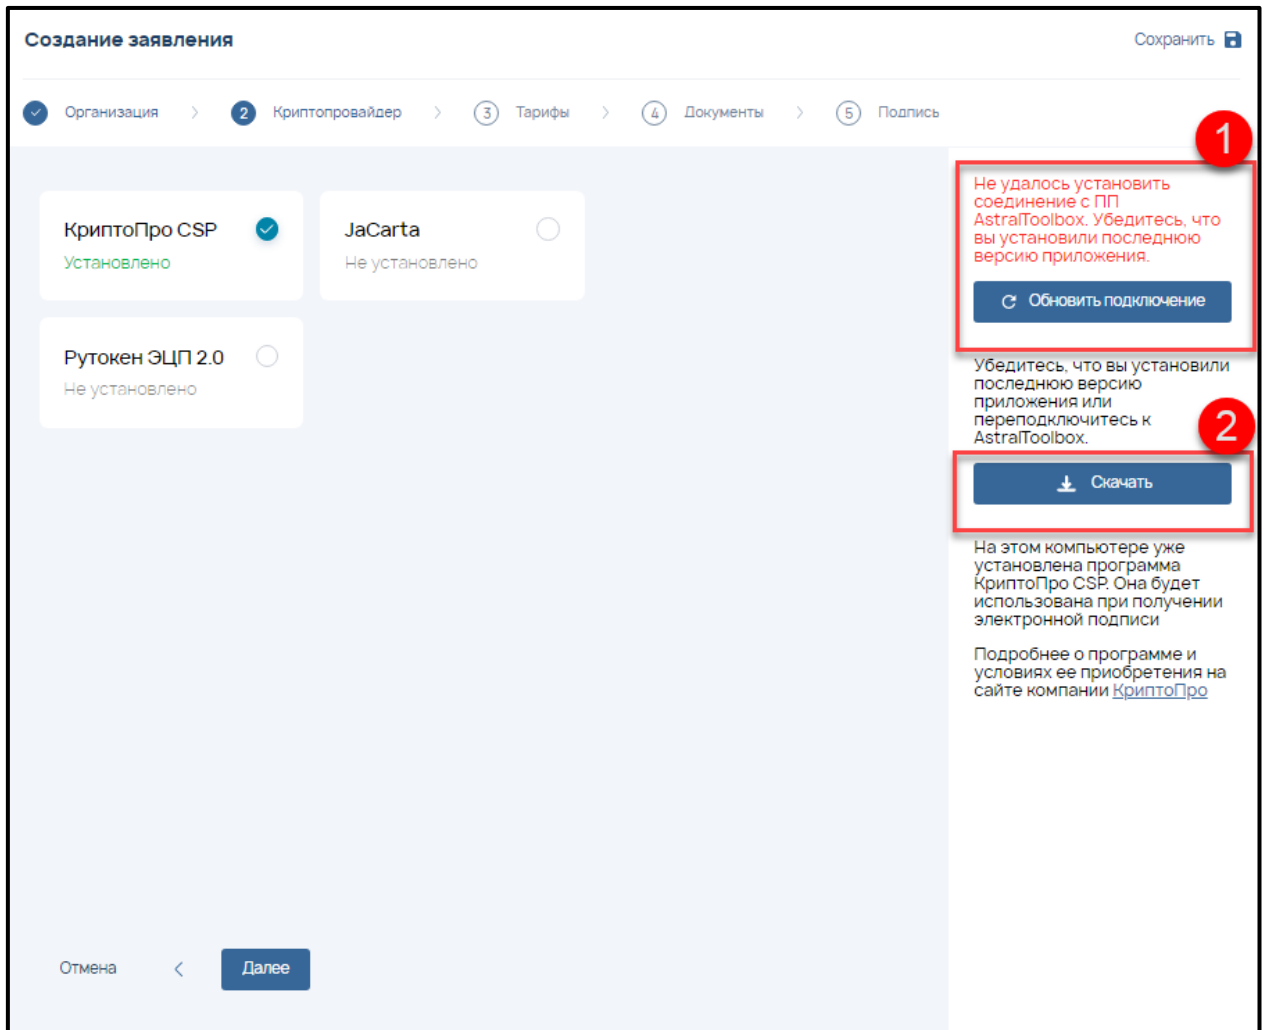 Создание заявления
Сохранить
Организация
2 Криптопровайдер
3 Тарифы
4 Документы
5 Подпись
КриптоПро CSP
Установлено
JaCarta
Не установлено
Рутокен ЭЦП 2.0
Не установлено
1
Не удалось установить
соединение с ПП
AstralToolbox. Убедитесь, что
вы установили последнюю
версию приложения.
Обновить подключение
Убедитесь, что вы установили
последнюю версию
приложения или
переподключитесь к
AstralToolbox.
2
Скачать
На этом компьютере уже
установлена программа
КриптоПро CSP. Она будет
использована при получении
электронной подписи
Подробнее о программе и
условиях ее приобретения на
сайте компании КриптоПро
Отмена
Далее